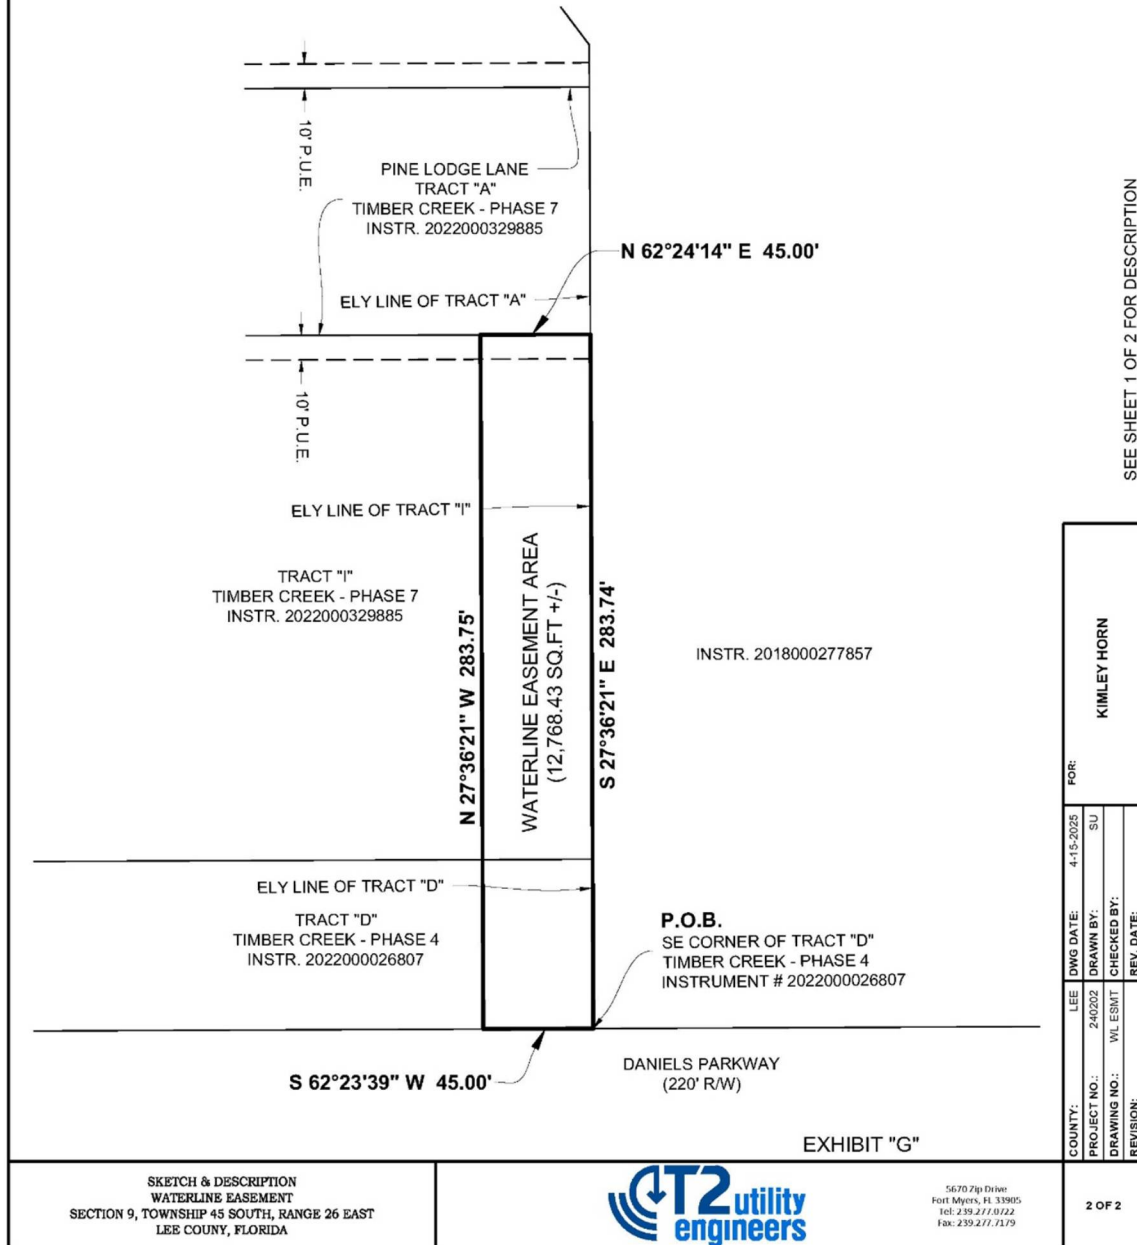 10' P.U.E.
PINE LODGE LANE
TRACT "A"
TIMBER CREEK - PHASE 7
INSTR. 2022000329885
N 62°24'14" E 45.00'
ELY LINE OF TRACT "A"
10' P.U.E.
ELY LINE OF TRACT "I"
TRACT "I"
TIMBER CREEK - PHASE 7
INSTR. 2022000329885
N 27°36'21" W 283.75'
WATERLINE EASEMENT AREA
(12,768.43 SQ.FT +/-)
S 27°36'21" E 283.74'
INSTR. 2018000277857
ELY LINE OF TRACT "D"
TRACT "D"
TIMBER CREEK - PHASE 4
INSTR. 2022000026807
P.O.B.
SE CORNER OF TRACT "D"
TIMBER CREEK - PHASE 4
INSTRUMENT # 2022000026807
S 62°23'39" W 45.00'
DANIELS PARKWAY
(220' R/W)
EXHIBIT "G"
SEE SHEET 1 OF 2 FOR DESCRIPTION
FOR:
KIMLEY HORN
COUNTY: LEE DWG DATE: 4-15-2025
PROJECT NO.: 240202 DRAWN BY: SU
DRAWING NO.: WL ESMT CHECKED BY:
REVISION: REV. DATE:
SKETCH & DESCRIPTION
WATERLINE EASEMENT
SECTION 9, TOWNSHIP 45 SOUTH, RANGE 26 EAST
LEE COUNY, FLORIDA
T2 utility
engineers
5670 Zip Drive
Fort Myers, FL 33905
Tel: 239.277.0722
Fax: 239.277.7179
2 OF 2